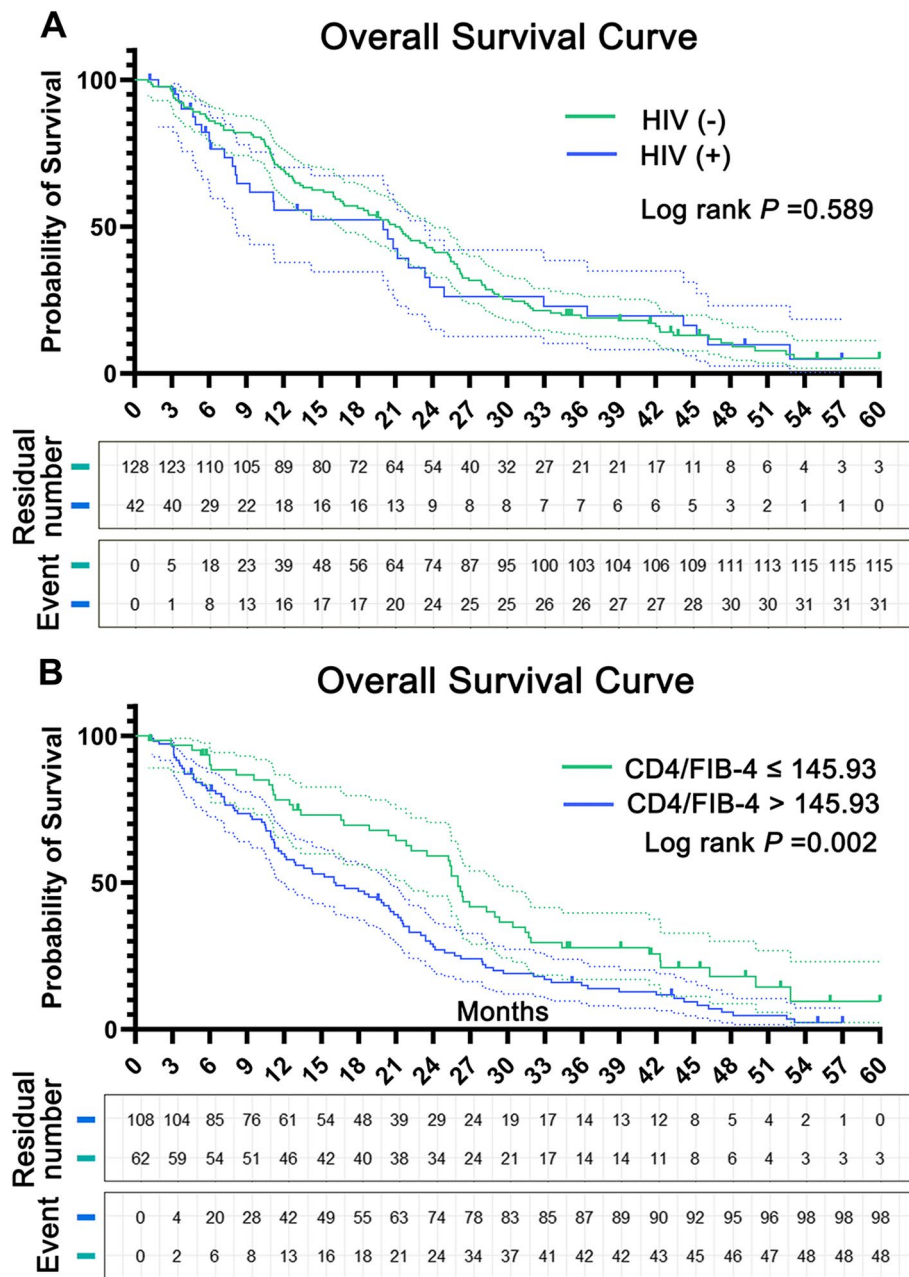 A
Overall Survival Curve
Probability of Survival
100
50
0
HIV (-)
HIV (+)
Log rank P =0.589
0 3 6 9 12 15 18 21 24 27 30 33 36 39 42 45 48 51 54 57 60
Residual number
128 123 110 105 89 80 72 64 54 40 32 27 21 21 17 11 8 6 4 3 3
42 40 29 22 18 16 16 13 9 8 8 7 7 6 6 5 3 2 1 1 0
Event
0 5 18 23 39 48 56 64 74 87 95 100 103 104 106 109 111 113 115 115 115
0 1 8 13 16 17 17 20 24 25 25 26 26 27 27 28 30 30 31 31 31
B
Overall Survival Curve
Probability of Survival
100
50
0
CD4/FIB-4 ≤ 145.93
CD4/FIB-4 > 145.93
Log rank P =0.002
Months
0 3 6 9 12 15 18 21 24 27 30 33 36 39 42 45 48 51 54 57 60
Residual number
108 104 85 76 61 54 48 39 29 24 19 17 14 13 12 8 5 4 2 1 0
62 59 54 51 46 42 40 38 34 24 21 17 14 14 11 8 6 4 3 3 3
Event
0 4 20 28 42 49 55 63 74 78 83 85 87 89 90 92 95 96 98 98 98
0 2 6 8 13 16 18 21 24 34 37 41 42 42 43 45 46 47 48 48 48